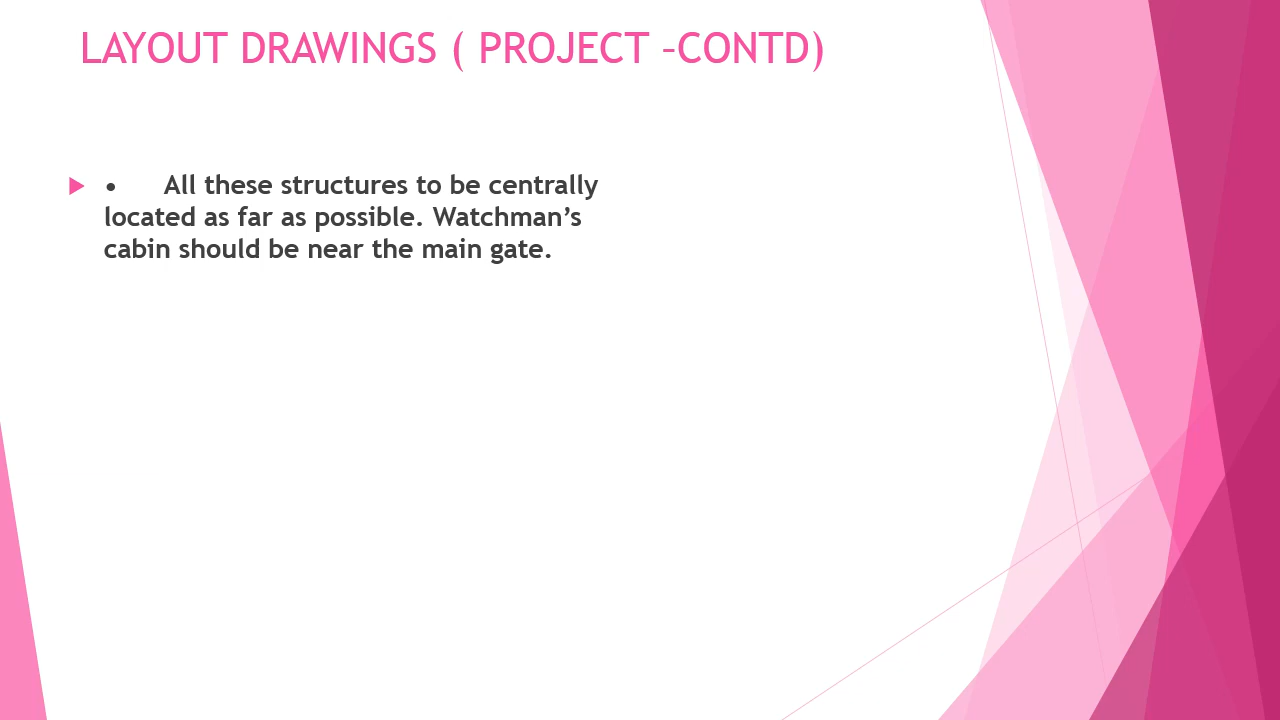 LAYOUT DRAWINGS ( PROJECT –CONTD)
• All these structures to be centrally
located as far as possible. Watchman’s
cabin should be near the main gate.